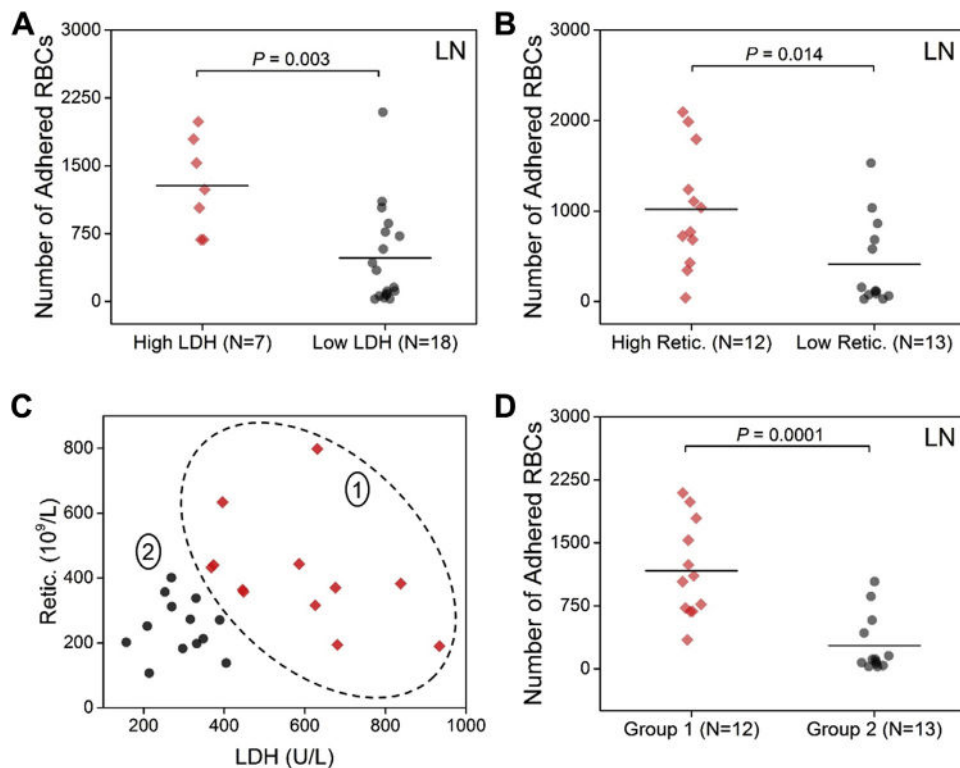 A
LN
P = 0.003
3000
2250
1500
750
0
Number of Adhered RBCs
High LDH (N=7)
Low LDH (N=18)
B
LN
P = 0.014
3000
2000
1000
0
Number of Adhered RBCs
High Retic. (N=12)
Low Retic. (N=13)
C
800
600
400
200
0
Retic. (10⁹/L)
1
2
200
400
600
800
1000
LDH (U/L)
D
LN
P = 0.0001
3000
2250
1500
750
0
Number of Adhered RBCs
Group 1 (N=12)
Group 2 (N=13)